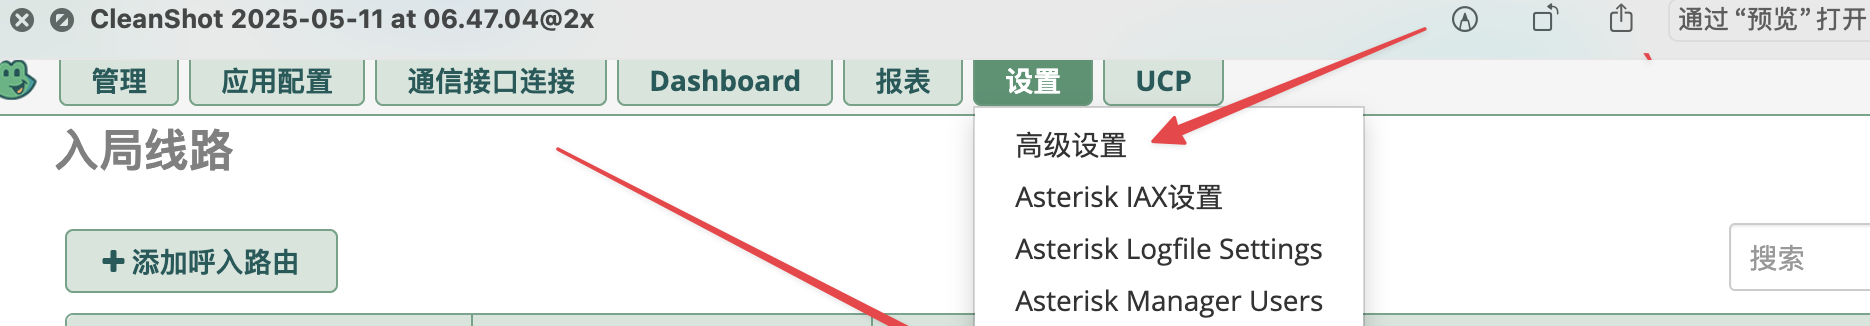 CleanShot 2025-05-11 at 06.47.04@2x
通过“预览”打开
管理
应用配置
通信接口连接
Dashboard
报表
设置
UCP
入局线路
高级设置
Asterisk IAX设置
Asterisk Logfile Settings
Asterisk Manager Users
添加呼入路由
搜索